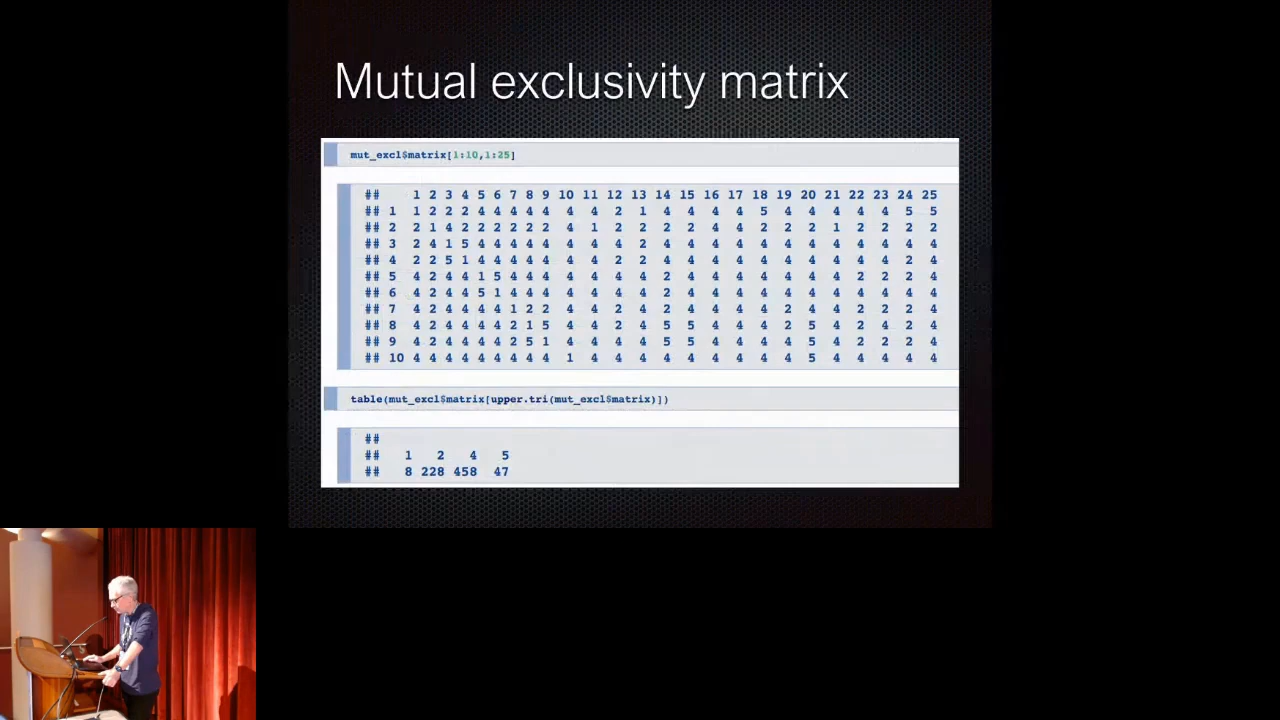 Mutual exclusivity matrix
mut_excl$matrix[1:10,1:25]
## 1 2 3 4 5 6 7 8 9 10 11 12 13 14 15 16 17 18 19 20 21 22 23 24 25
## 1 1 2 2 2 4 4 4 4 4 4 4 2 1 4 4 4 4 5 4 4 4 4 4 5 5
## 2 2 1 4 2 2 2 2 2 2 4 1 2 2 2 2 4 4 2 2 2 1 2 2 2 2
## 3 2 4 1 5 4 4 4 4 4 4 4 4 2 4 4 4 4 4 4 4 4 4 4 4 4
## 4 2 2 5 1 4 4 4 4 4 4 4 2 2 4 4 4 4 4 4 4 4 4 4 2 4
## 5 4 2 4 4 1 5 4 4 4 4 4 4 4 2 4 4 4 4 4 4 4 2 2 2 4
## 6 4 2 4 4 5 1 4 4 4 4 4 4 4 2 4 4 4 4 4 4 4 4 4 4 4
## 7 4 2 4 4 4 4 1 2 2 4 4 2 4 2 4 4 4 4 2 4 4 2 2 2 4
## 8 4 2 4 4 4 4 2 1 5 4 4 2 4 5 5 4 4 4 2 5 4 2 4 2 4
## 9 4 2 4 4 4 4 2 5 1 4 4 4 4 5 5 4 4 4 4 5 4 2 2 2 4
## 10 4 4 4 4 4 4 4 4 4 1 4 4 4 4 4 4 4 4 4 5 4 4 4 4 4
table(mut_excl$matrix[upper.tri(mut_excl$matrix)])
##
## 1 2 4 5
## 8 228 458 47